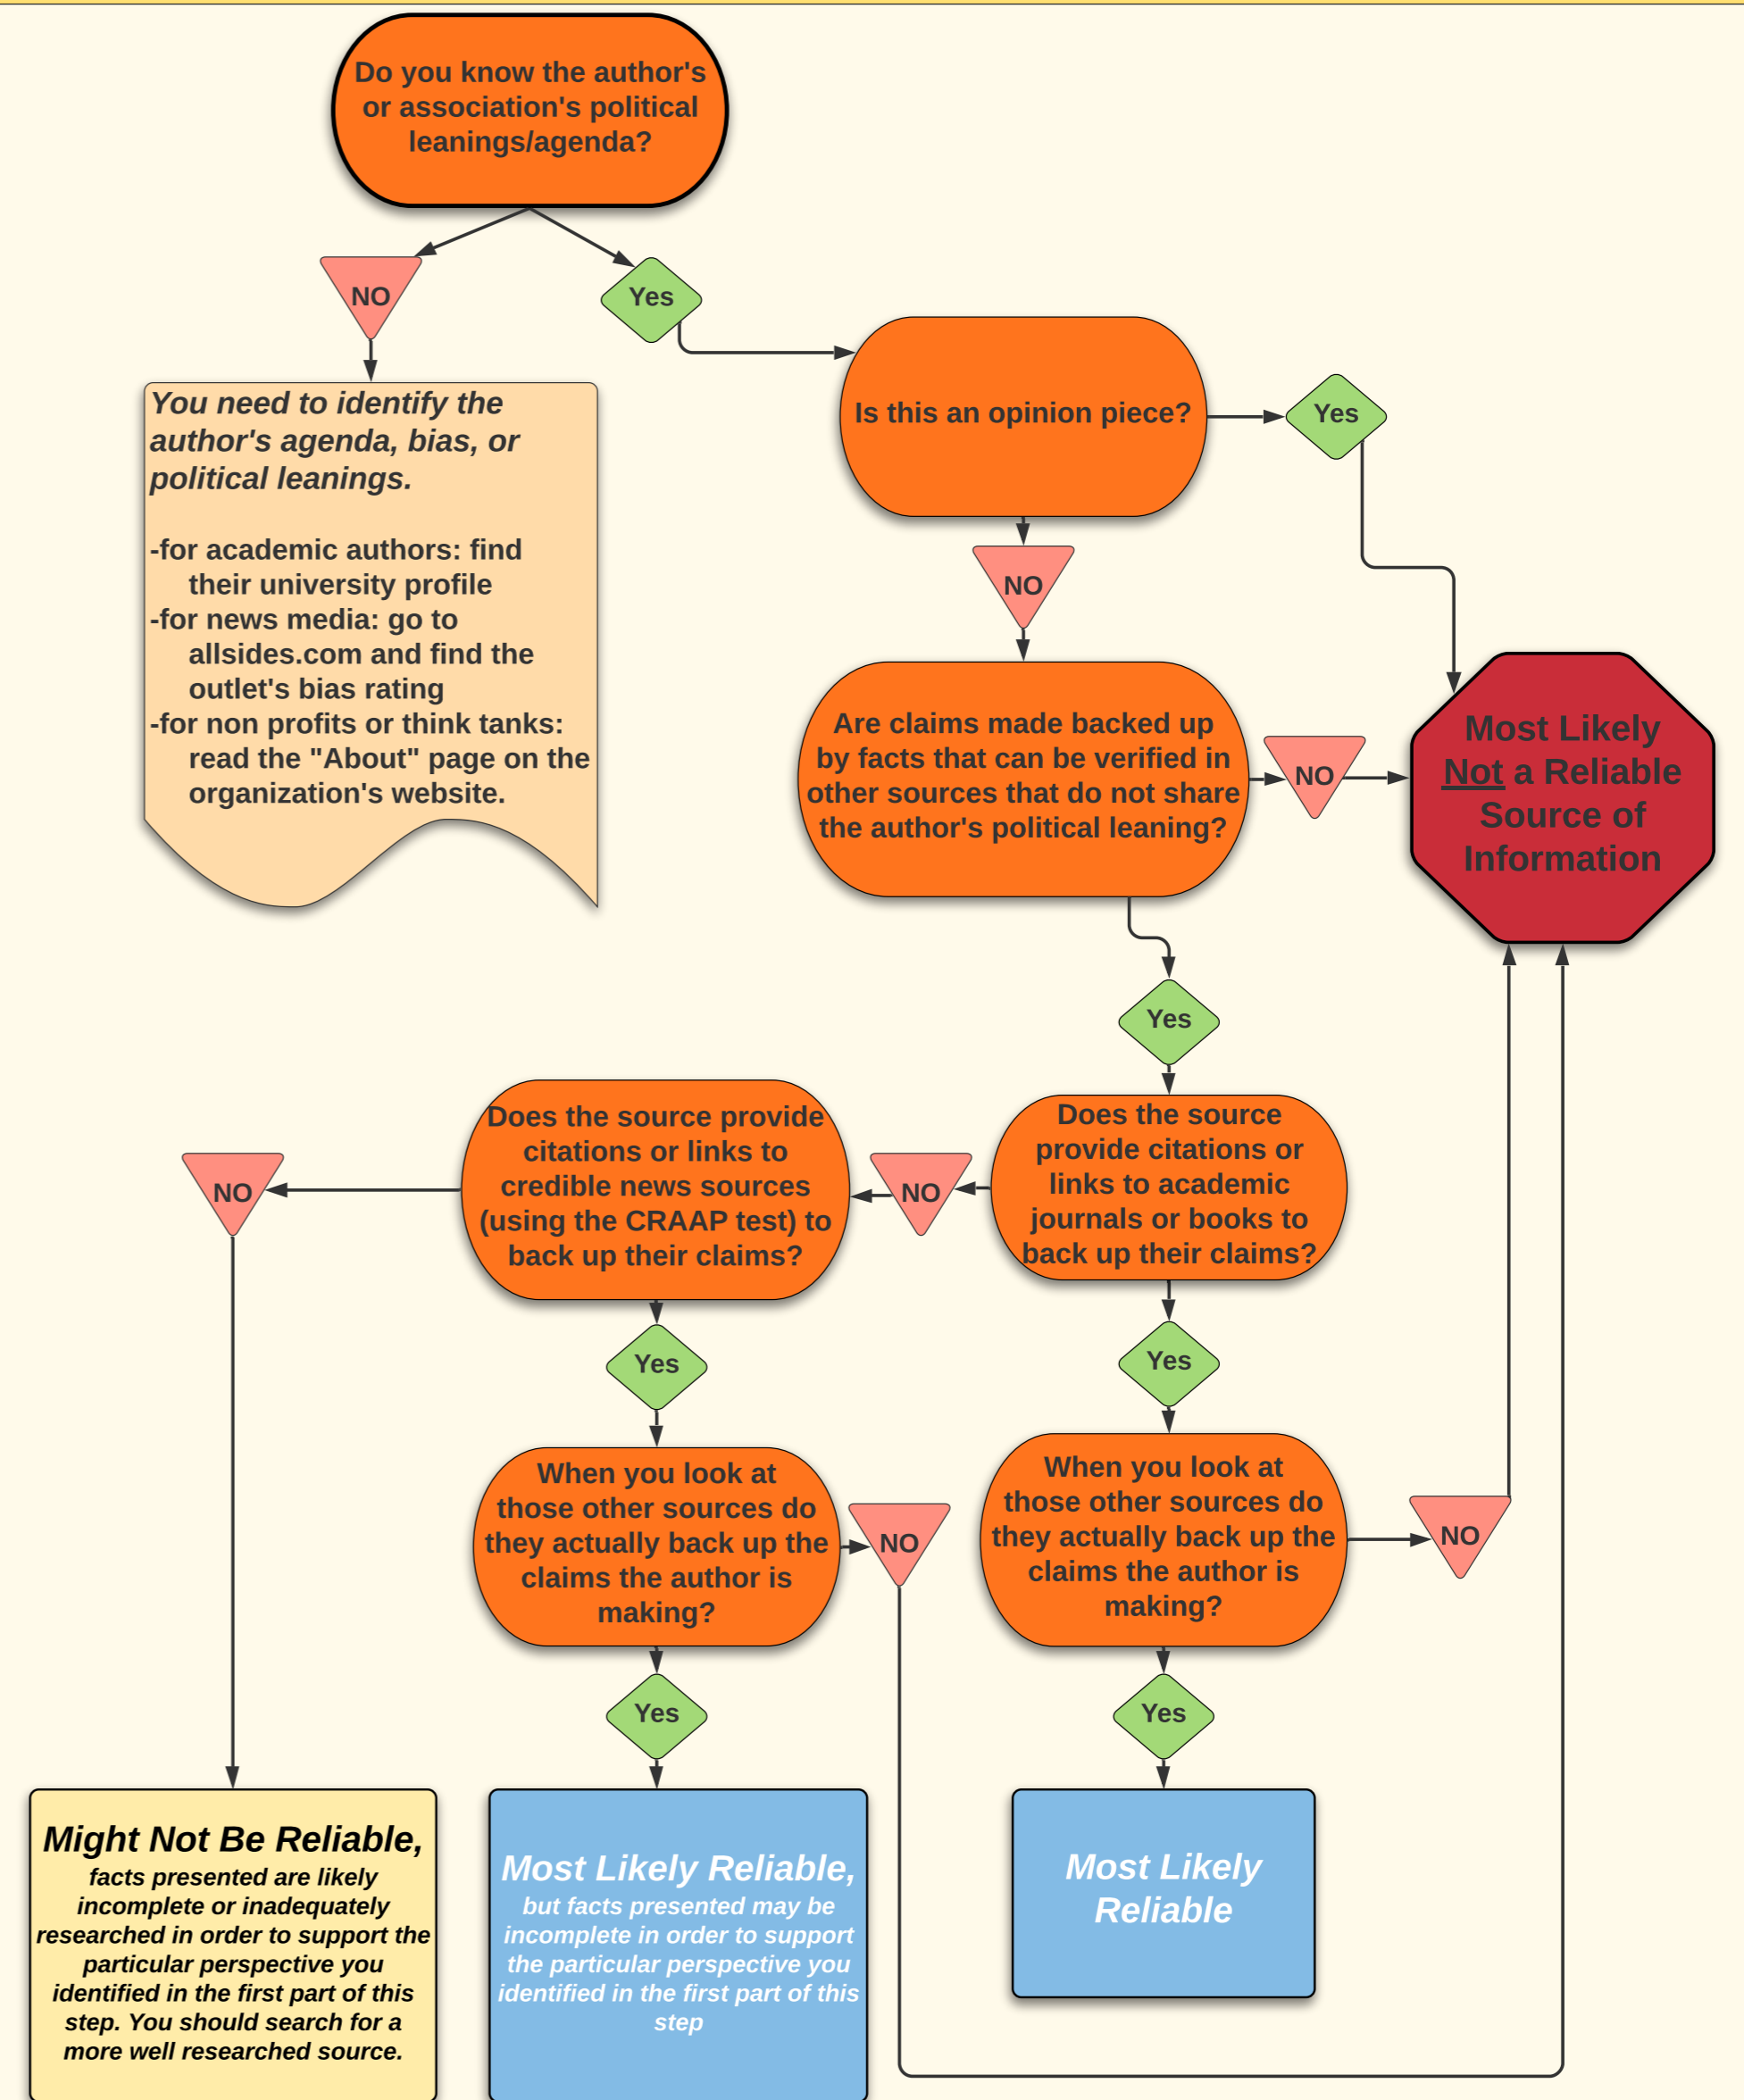 Do you know the author's
or association's political
leanings/agenda?
NO
Yes
You need to identify the
author's agenda, bias, or
political leanings.
-for academic authors: find
their university profile
-for news media: go to
allsides.com and find the
outlet's bias rating
-for non profits or think tanks:
read the "About" page on the
organization's website.
Is this an opinion piece?
Yes
NO
Are claims made backed up
by facts that can be verified in
other sources that do not share
the author's political leaning?
NO
Most Likely
Not a Reliable
Source of
Information
Yes
Does the source
provide citations or
links to academic
journals or books to
back up their claims?
NO
Does the source provide
citations or links to
credible news sources
(using the CRAAP test) to
back up their claims?
NO
Yes
Yes
When you look at
those other sources do
they actually back up the
claims the author is
making?
NO
When you look at
those other sources do
they actually back up the
claims the author is
making?
NO
Yes
Yes
Might Not Be Reliable,
facts presented are likely
incomplete or inadequately
researched in order to support the
particular perspective you
identified in the first part of this
step. You should search for a
more well researched source.
Most Likely Reliable,
but facts presented may be
incomplete in order to support
the particular perspective you
identified in the first part of this
step
Most Likely
Reliable